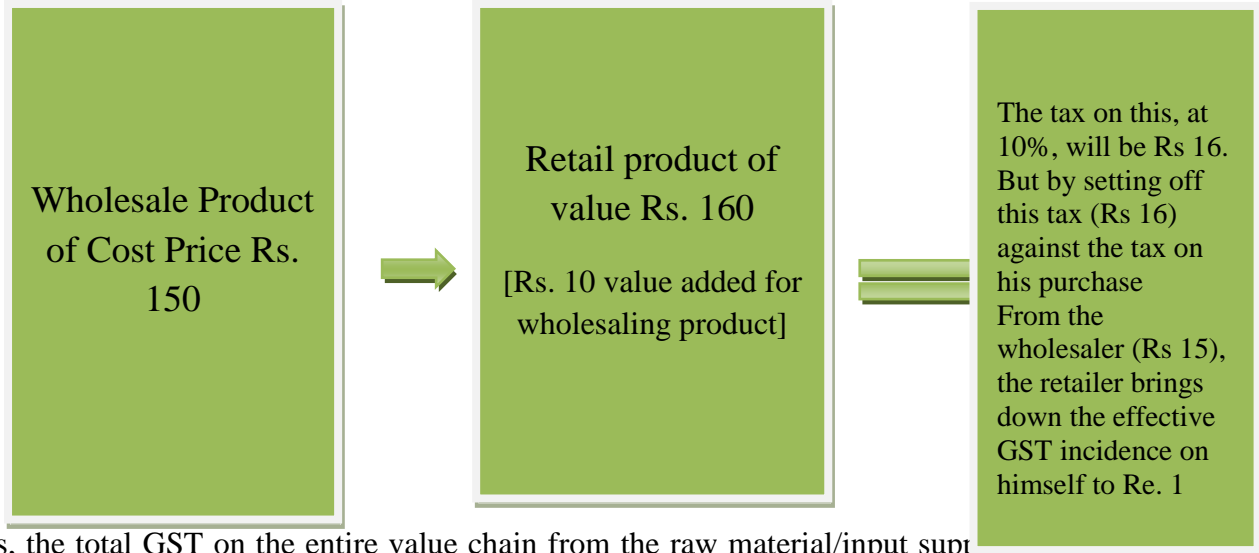 Wholesale Product
of Cost Price Rs.
150
Retail product of
value Rs. 160
[Rs. 10 value added for
wholesaling product]
The tax on this, at
10%, will be Rs 16.
But by setting off
this tax (Rs 16)
against the tax on
his purchase
From the
wholesaler (Rs 15),
the retailer brings
down the effective
GST incidence on
himself to Re. 1
the total GST on the entire value chain from the raw material/input